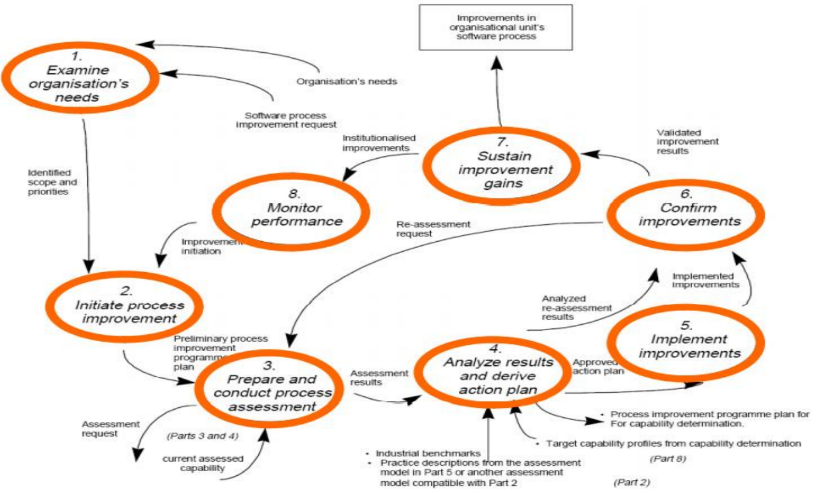 Improvements in
organisational unit's
software process
1.
Examine
organisation's
needs
Organisation's needs
Software process
improvement request
Identified
scope and
priorities
Institutionalised
improvements
7.
Sustain
improvement
gains
Validated
improvement
results
8.
Monitor
performance
6.
Confirm
improvements
Improvement
initiation
Re-assessment
request
2.
Initiate process
improvement
Analyzed
re-assessment
results
Implemented
Improvements
5.
Implement
improvements
Preliminary process
improvement
programme
plan
3.
Prepare and
conduct process
assessment
Assessment
results
4.
Analyze results
and derive
action plan
Approved
action plan
Assessment
request
(Parts 3 and 4)
current assessed
capability
• Process improvement programme plan for
For capability determination.
• Target capability profiles from capability determination
(Part 8)
• Industrial benchmarks
• Practice descriptions from the assessment
model in Part 5 or another assessment
model compatible with Part 2
(Part 2)